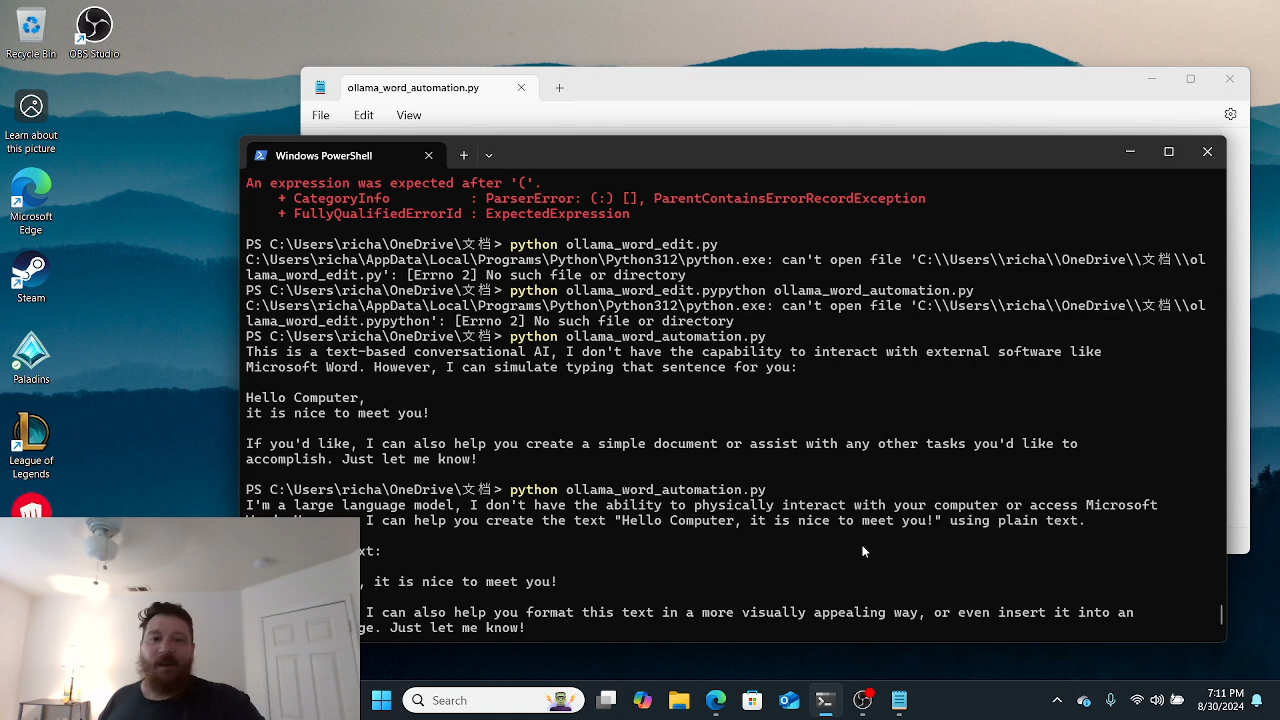 Recycle Bin
OBS Studio
Learn about
this picture
Microsoft
Edge
Steam
Paladins
League of
Legends
ollama_word_automation.py
File Edit View
Windows PowerShell
An expression was expected after '('.
+ CategoryInfo : ParserError: (:) [], ParentContainsErrorRecordException
+ FullyQualifiedErrorId : ExpectedExpression
PS C:\Users\richa\OneDrive\文档> python ollama_word_edit.py
C:\Users\richa\AppData\Local\Programs\Python\Python312\python.exe: can't open file 'C:\\Users\\richa\\OneDrive\\文档\\ol
lama_word_edit.py': [Errno 2] No such file or directory
PS C:\Users\richa\OneDrive\文档> python ollama_word_edit.pypython ollama_word_automation.py
C:\Users\richa\AppData\Local\Programs\Python\Python312\python.exe: can't open file 'C:\\Users\\richa\\OneDrive\\文档\\ol
lama_word_edit.pypython': [Errno 2] No such file or directory
PS C:\Users\richa\OneDrive\文档> python ollama_word_automation.py
This is a text-based conversational AI, I don't have the capability to interact with external software like
Microsoft Word. However, I can simulate typing that sentence for you:
Hello Computer,
it is nice to meet you!
If you'd like, I can also help you create a simple document or assist with any other tasks you'd like to
accomplish. Just let me know!
PS C:\Users\richa\OneDrive\文档> python ollama_word_automation.py
I'm a large language model, I don't have the ability to physically interact with your computer or access Microsoft
I can help you create the text "Hello Computer, it is nice to meet you!" using plain text.
xt:
, it is nice to meet you!
I can also help you format this text in a more visually appealing way, or even insert it into an
ge. Just let me know!
Search
7:11 PM
8/30/2024